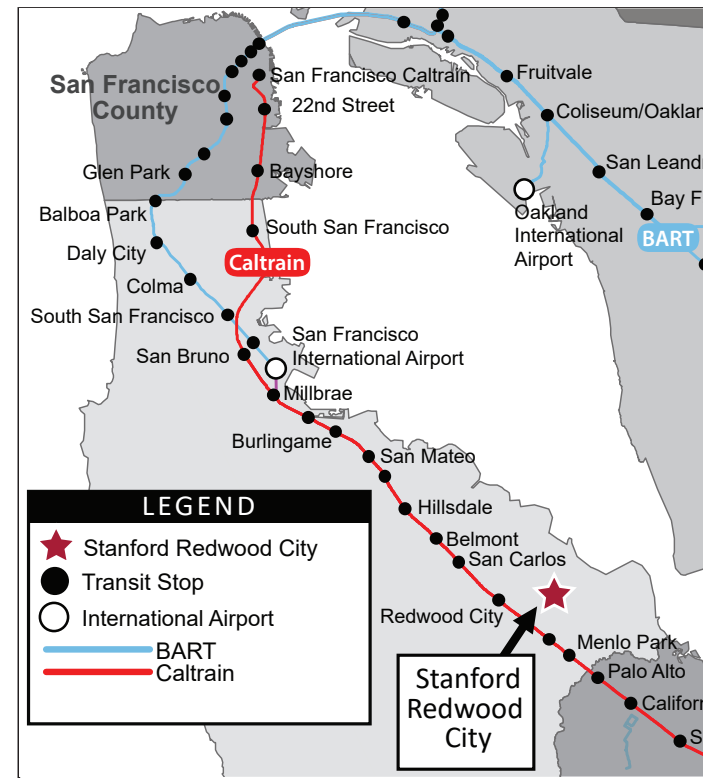 San Francisco
County
San Francisco Caltrain
22nd Street
Fruitvale
Coliseum/Oaklan
Glen Park
Bayshore
San Leand
Balboa Park
Bay F
South San Francisco
Oakland
International
Airport
BART
Daly City
Caltrain
Colma
South San Francisco
San Francisco
International Airport
San Bruno
Millbrae
Burlingame
San Mateo
Hillsdale
Belmont
San Carlos
Redwood City
Menlo Park
Palo Alto
Californ
S
Stanford
Redwood
City
LEGEND
Stanford Redwood City
Transit Stop
International Airport
BART
Caltrain